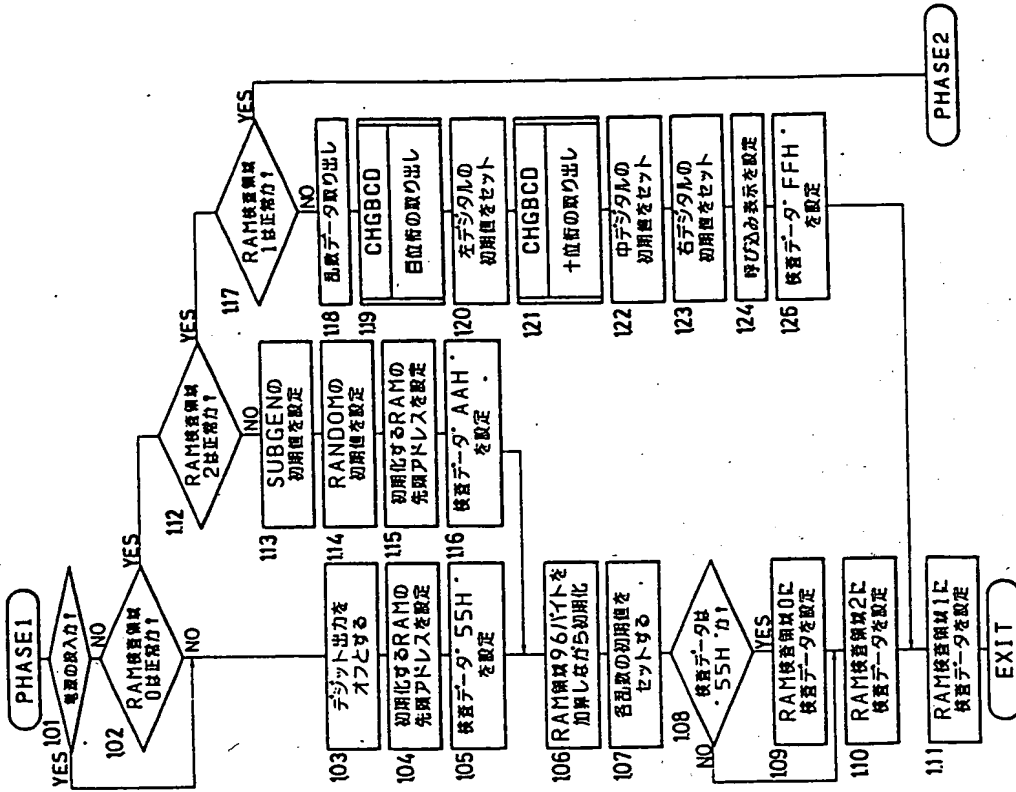 PHASE1
101
電源の投入か?
YES
NO
102
RAM検査領域
0は正常か?
YES
NO
103
デジット出力を
オフとする
104
初期化するRAMの
先頭アドレスを設定
105
検査データ"55H"
を設定
106
RAM領域96バイトを
加算しながら初期化
107
各乱数の初期値を
セットする
108
検査データは
"55H"か?
NO
YES
109
RAM検査領域0に
検査データを設定
110
RAM検査領域2に
検査データを設定
111
RAM検査領域1に
検査データを設定
EXIT
112
RAM検査領域
2は正常か?
YES
NO
113
SUBGENの
初期値を設定
114
RANDOMの
初期値を設定
115
初期化するRAMの
先頭アドレスを設定
116
検査データ"AAH"
を設定
117
RAM検査領域
1は正常か?
YES
NO
118
乱数データ取り出し
119
CHGBCD
百位桁の取り出し
120
左デジタルの
初期値をセット
121
CHGBCD
十位桁の取り出し
122
中デジタルの
初期値をセット
123
右デジタルの
初期値をセット
124
呼び込み表示を設定
126
検査データ"FFH"
を設定
PHASE2